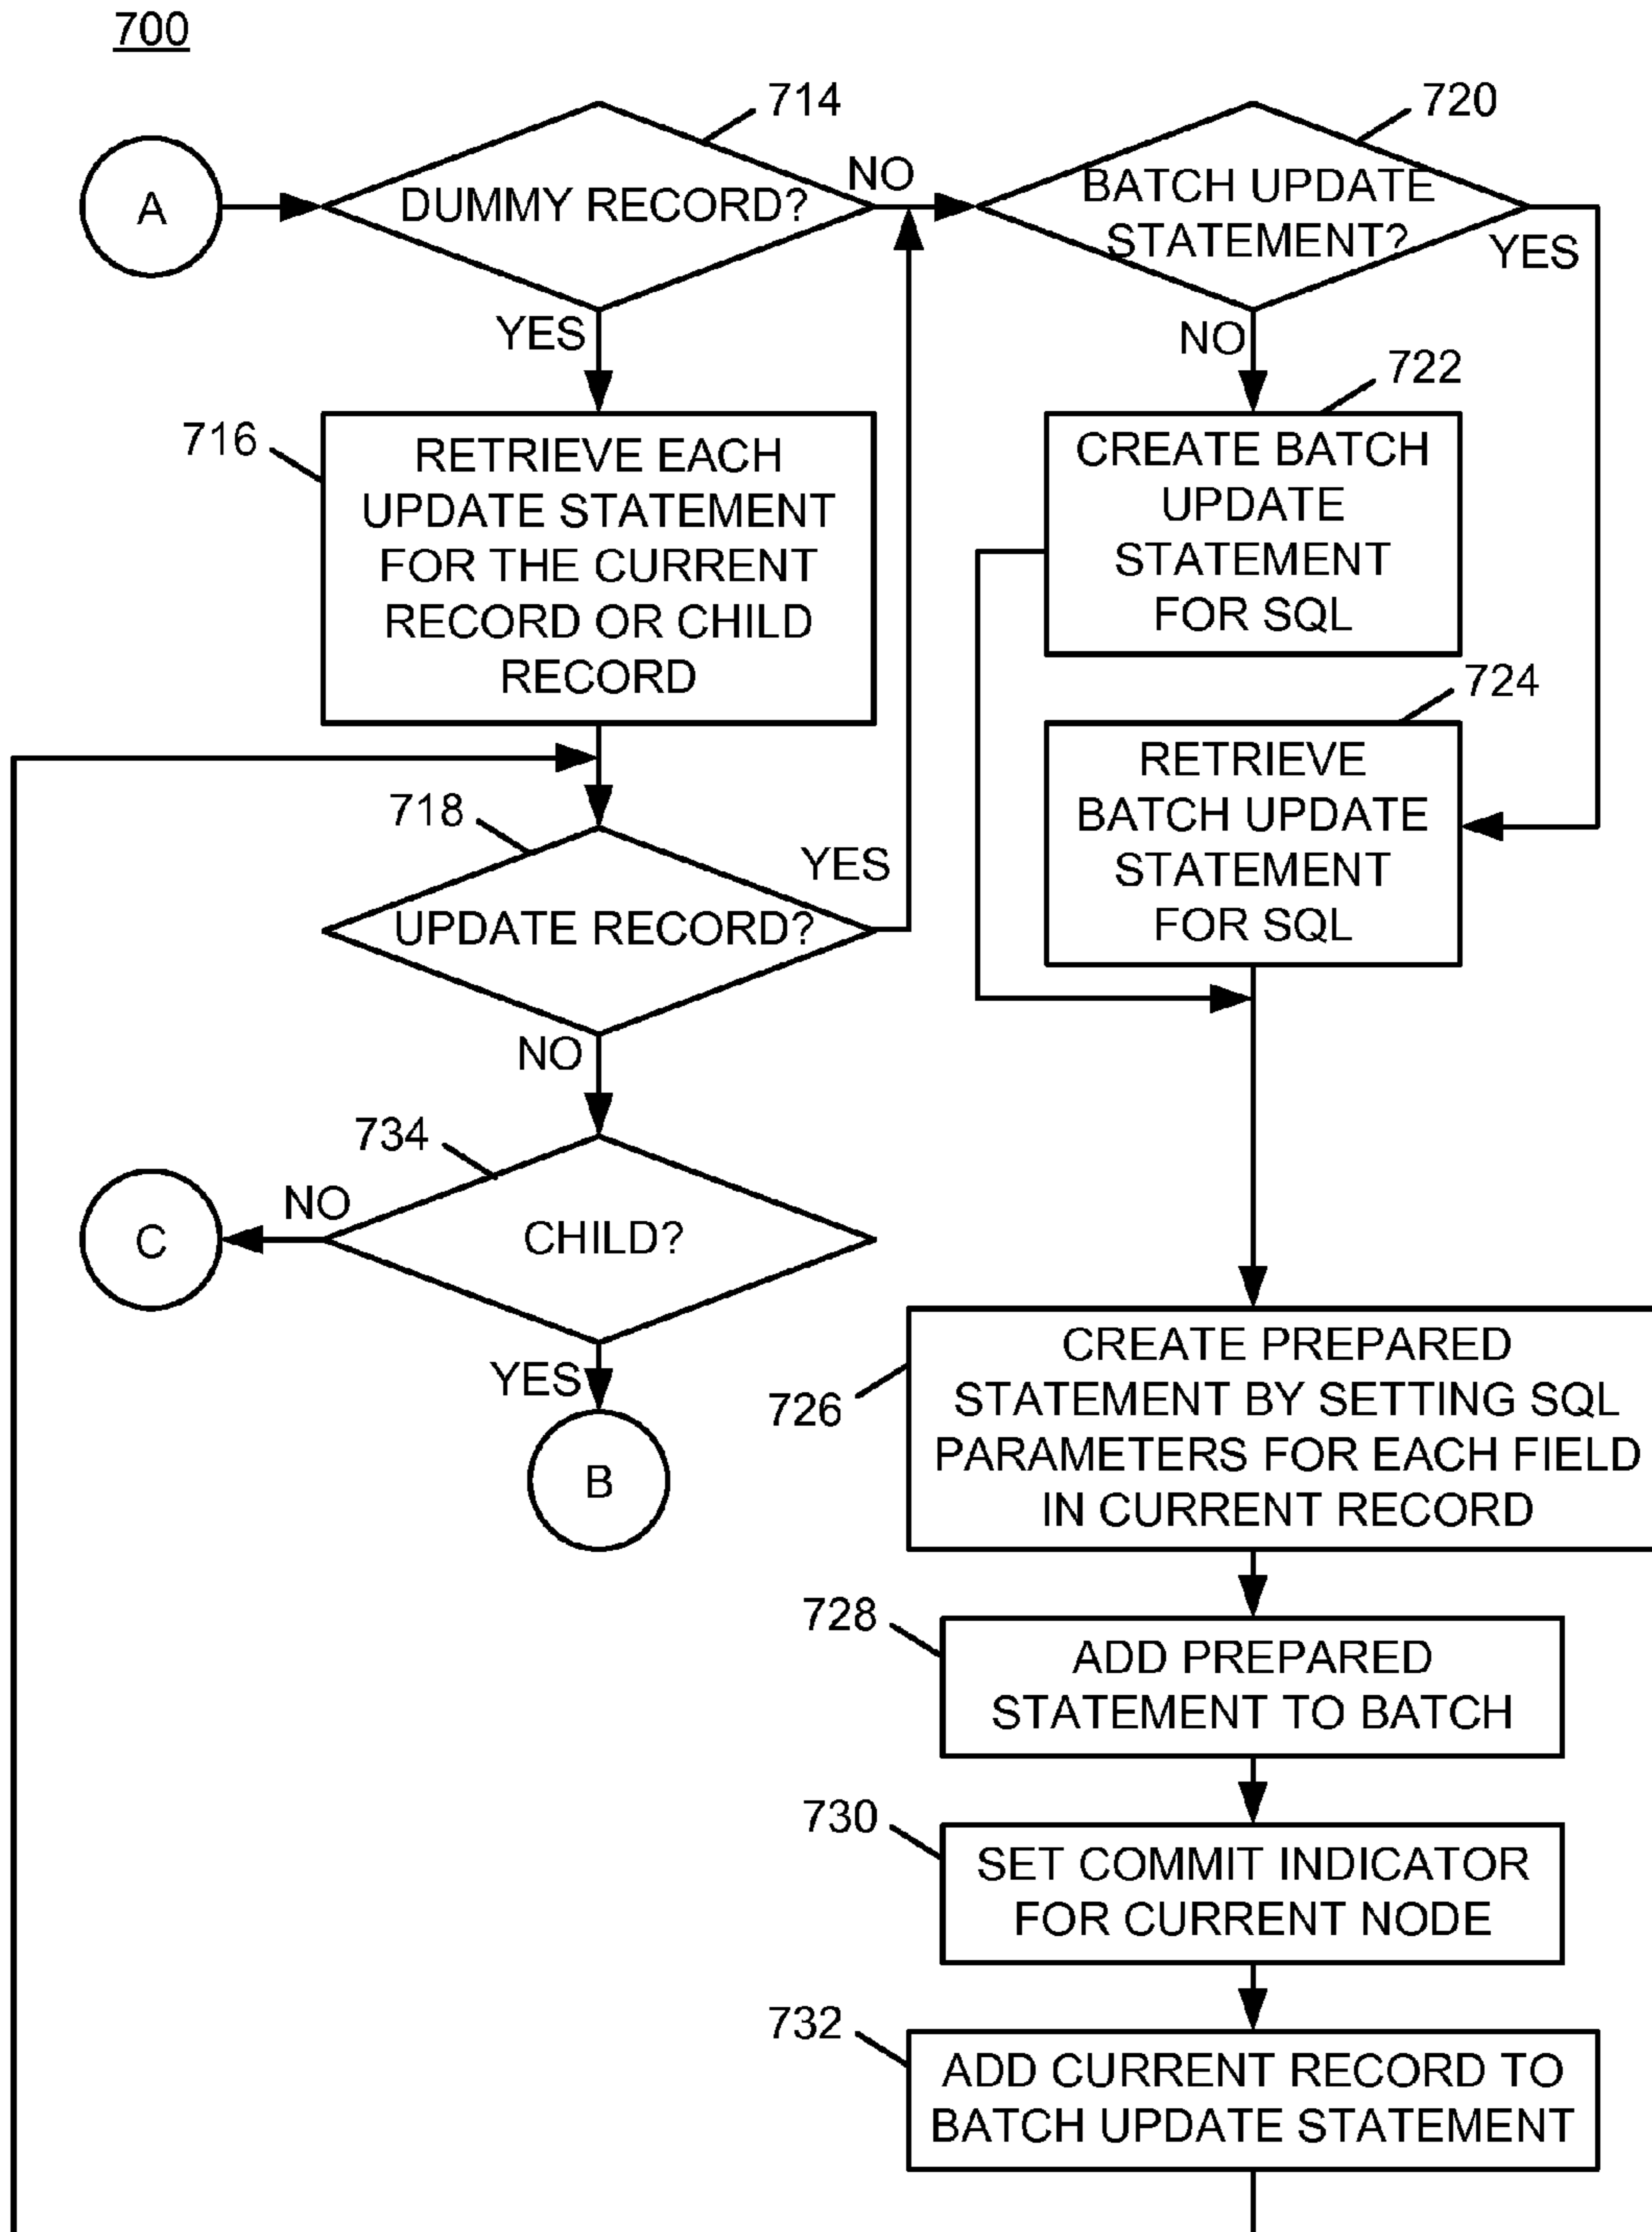 700
714
720
A
DUMMY RECORD?
NO
BATCH UPDATE
STATEMENT?
YES
YES
NO
722
716
RETRIEVE EACH
UPDATE STATEMENT
FOR THE CURRENT
RECORD OR CHILD
RECORD
CREATE BATCH
UPDATE
STATEMENT
FOR SQL
724
RETRIEVE
BATCH UPDATE
STATEMENT
FOR SQL
718
YES
UPDATE RECORD?
NO
734
NO
C
CHILD?
YES
B
726
CREATE PREPARED
STATEMENT BY SETTING SQL
PARAMETERS FOR EACH FIELD
IN CURRENT RECORD
728
ADD PREPARED
STATEMENT TO BATCH
730
SET COMMIT INDICATOR
FOR CURRENT NODE
732
ADD CURRENT RECORD TO
BATCH UPDATE STATEMENT